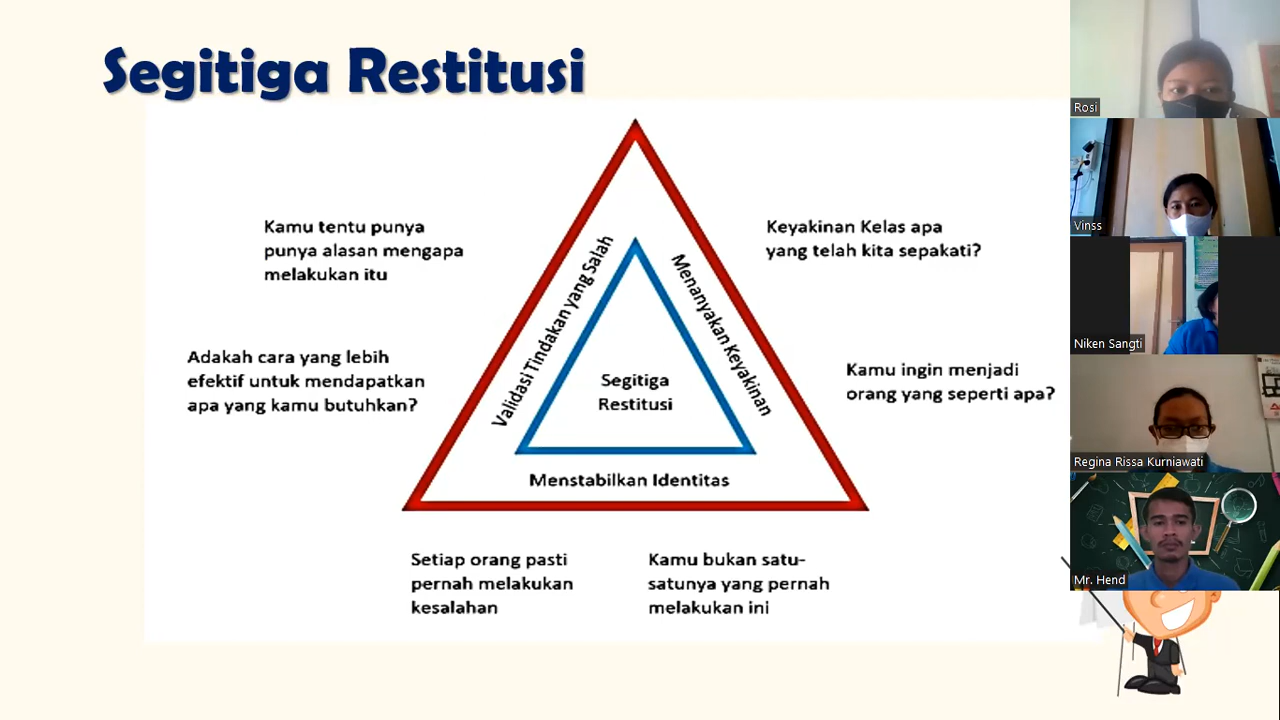 Segitiga Restitusi
Kamu tentu punya
punya alasan mengapa
melakukan itu
Keyakinan Kelas apa
yang telah kita sepakati?
Adakah cara yang lebih
efektif untuk mendapatkan
apa yang kamu butuhkan?
Kamu ingin menjadi
orang yang seperti apa?
Validasi Tindakan yang Salah
Menanyakan Keyakinan
Segitiga
Restitusi
Menstabilkan Identitas
Setiap orang pasti
pernah melakukan
kesalahan
Kamu bukan satu-
satunya yang pernah
melakukan ini
Rosi
Vinss
Niken Sangti
Regina Rissa Kurniawati
Mr. Hend